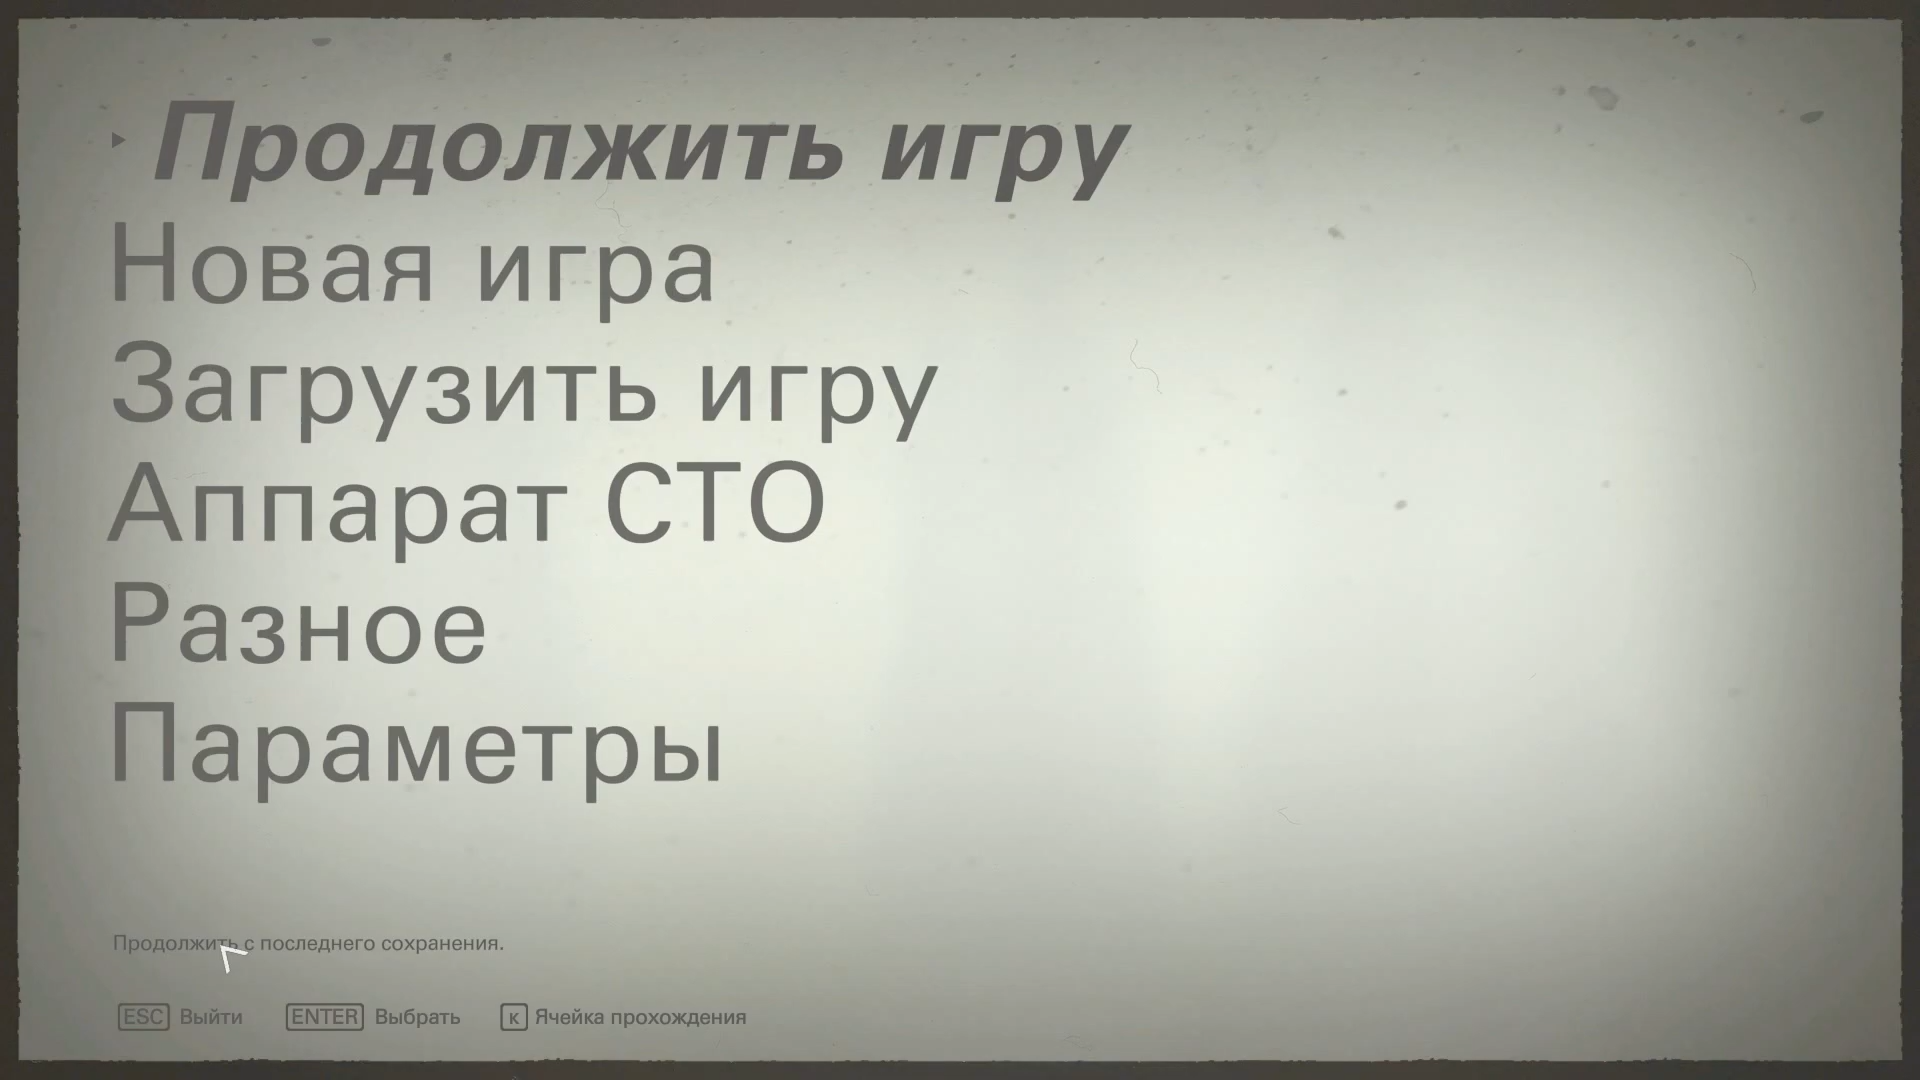 Продолжить игру
Новая игра
Загрузить игру
Аппарат СТО
Разное
Параметры
Продолжить с последнего сохранения.
ESC Выйти ENTER Выбрать К Ячейка прохождения